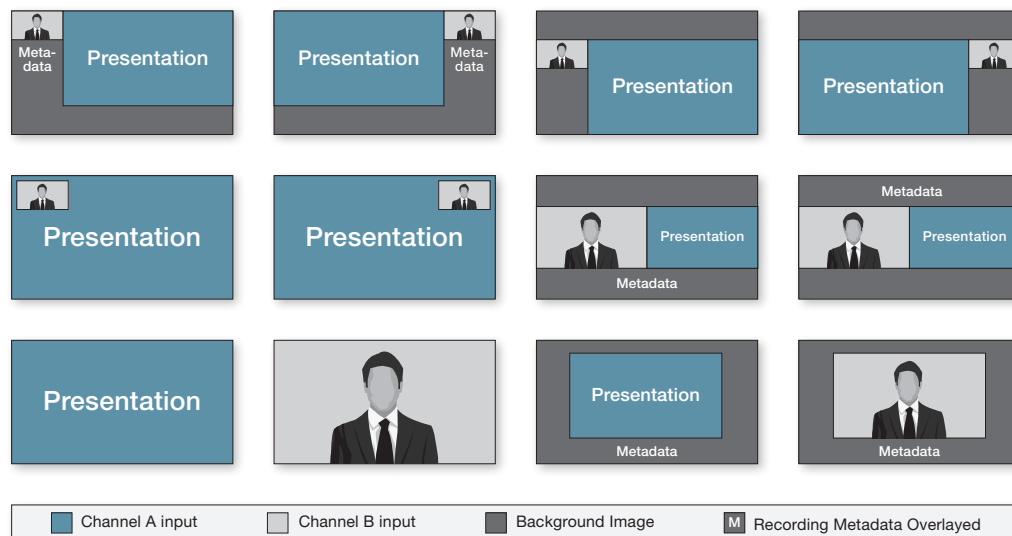 Meta-
data
Presentation
Presentation
Meta-
data
Presentation
Presentation
Presentation
Presentation
Presentation
Metadata
Metadata
Presentation
Presentation
Presentation
Metadata
Metadata
Channel A input
Channel B input
Background Image
M Recording Metadata Overlayed